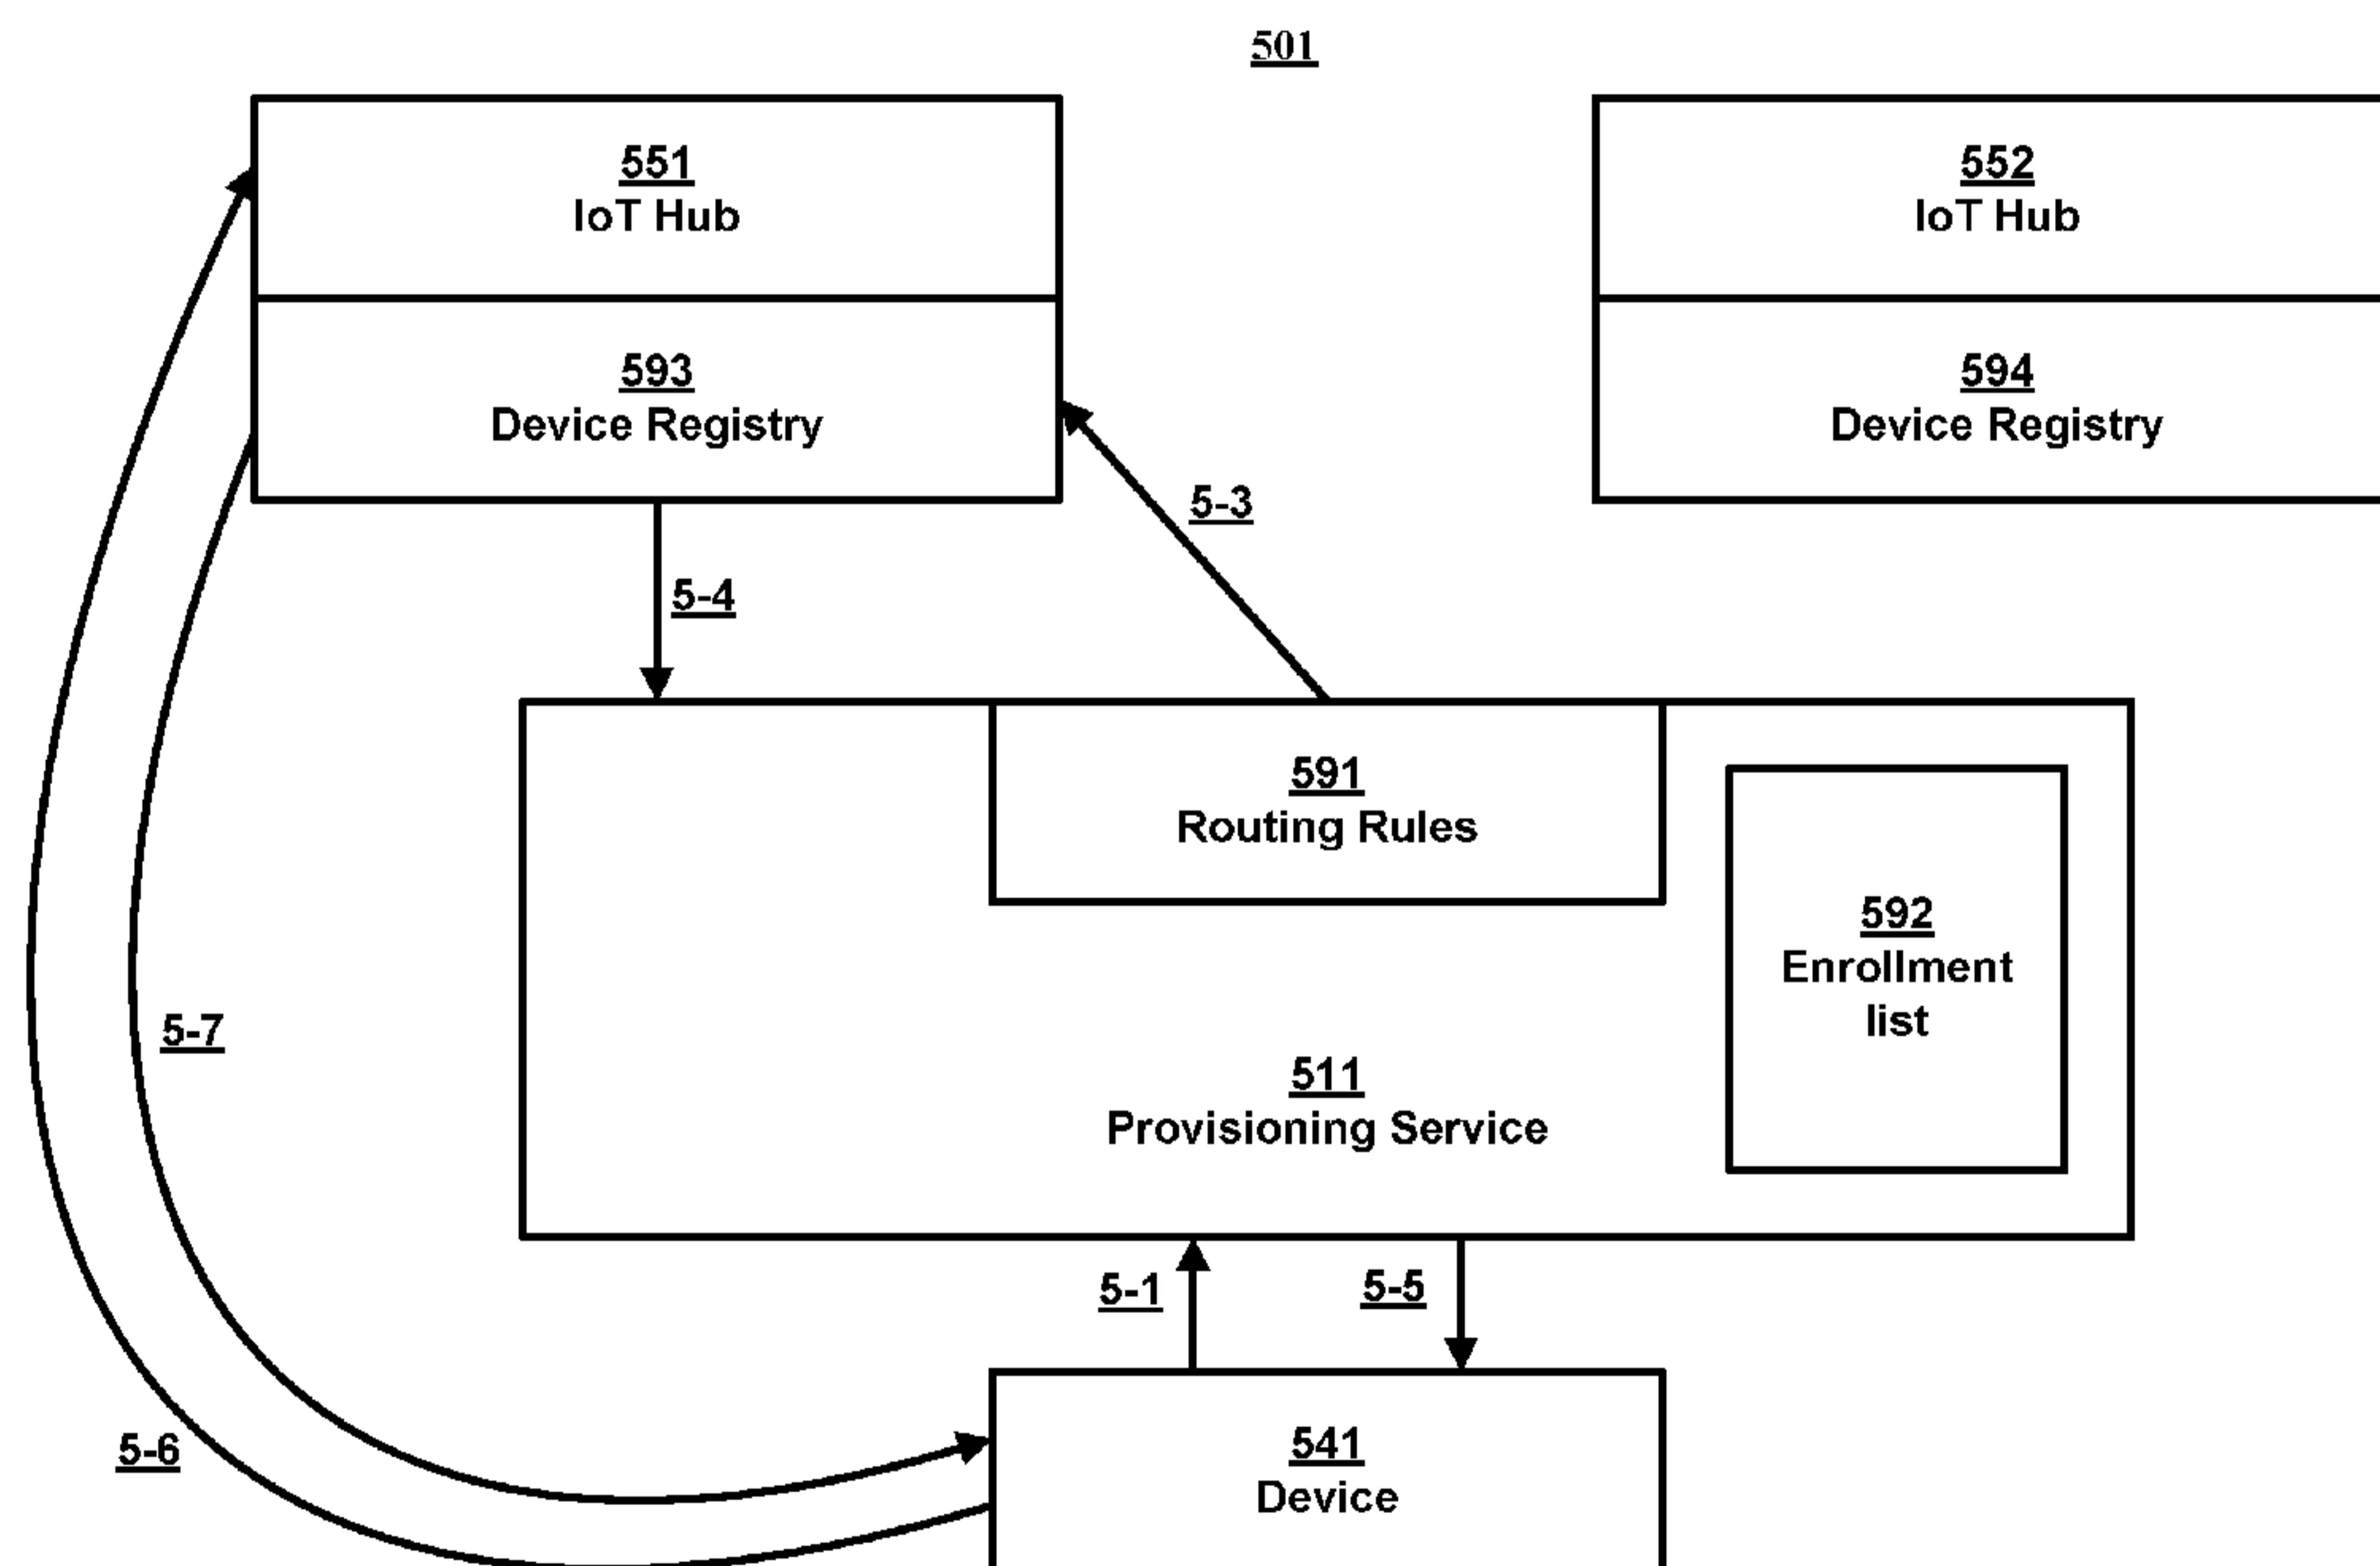 501
551
IoT Hub
552
IoT Hub
593
Device Registry
594
Device Registry
5-3
5-4
591
Routing Rules
592
Enrollment
list
5-7
511
Provisioning Service
5-1
5-5
5-6
541
Device